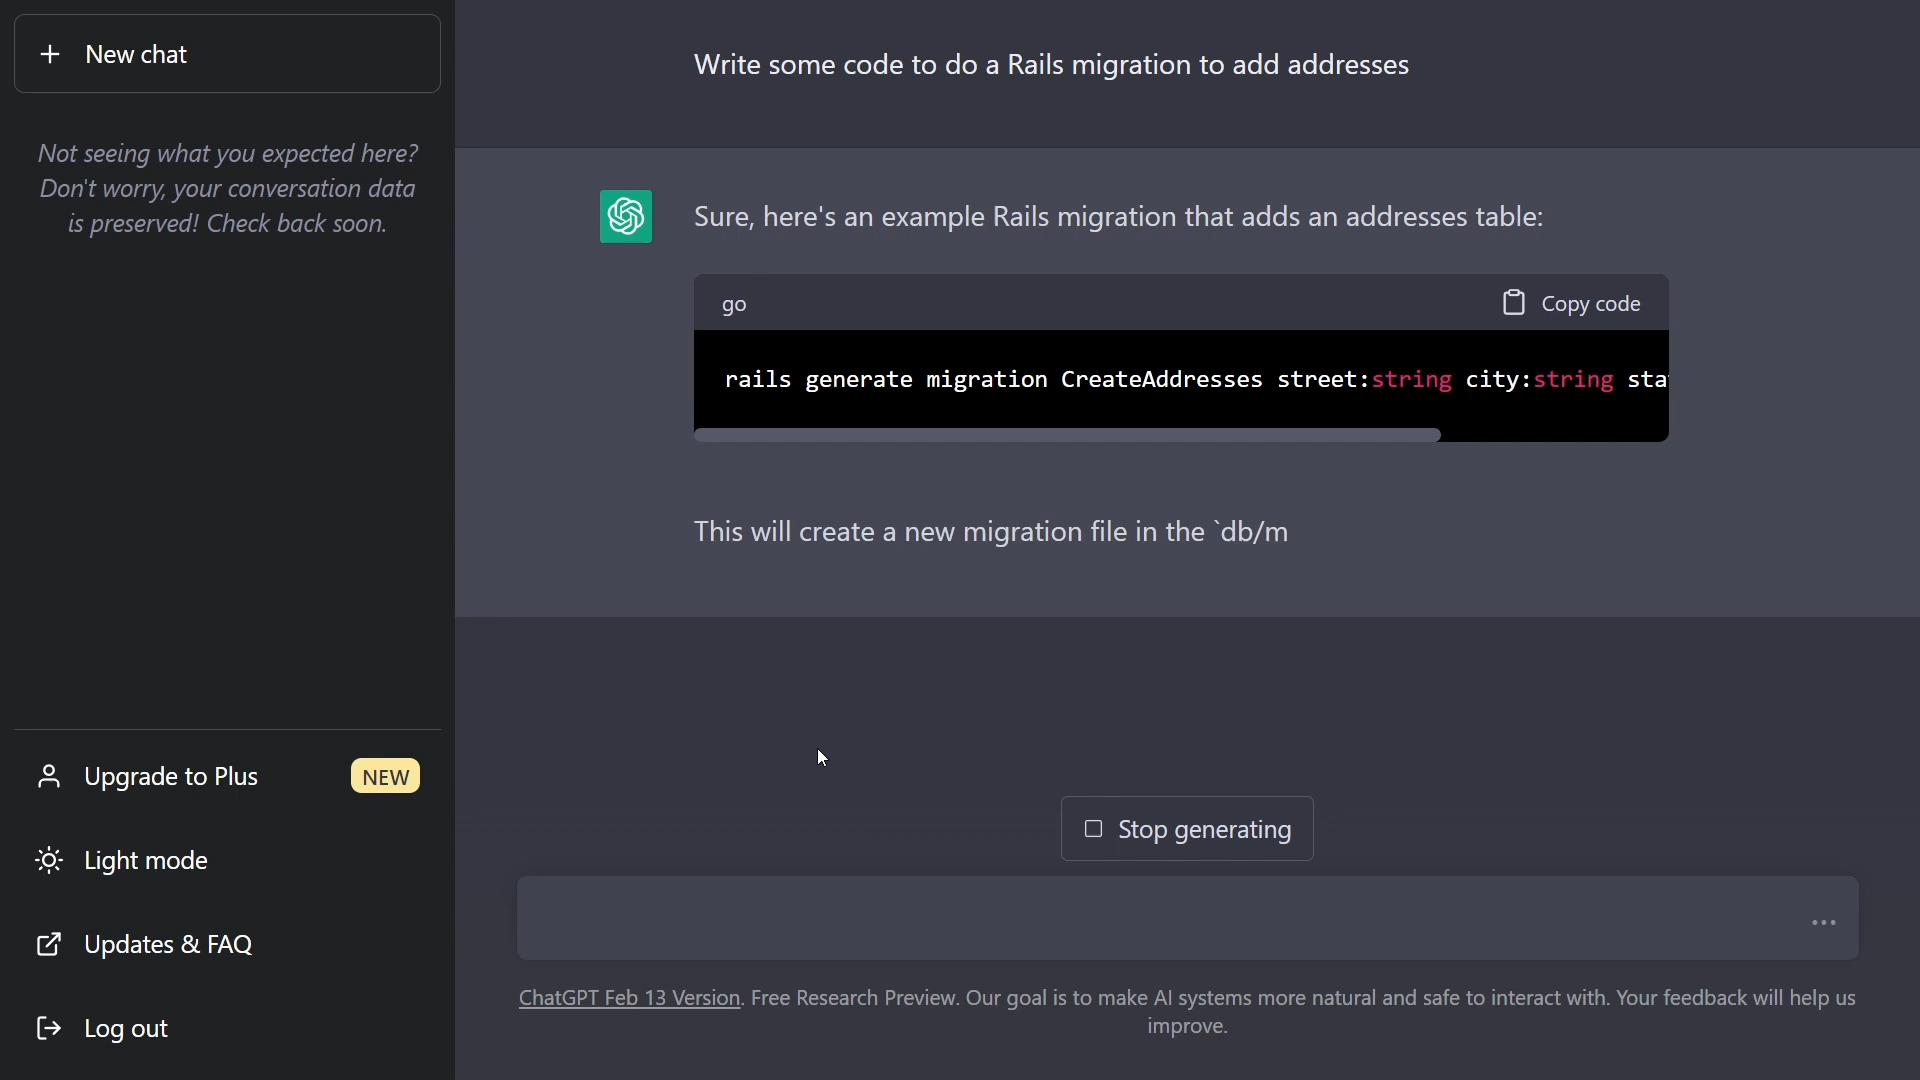 New chat
Not seeing what you expected here?
Don't worry, your conversation data
is preserved! Check back soon.
Upgrade to Plus NEW
Light mode
Updates & FAQ
Log out
Write some code to do a Rails migration to add addresses
Sure, here's an example Rails migration that adds an addresses table:
go Copy code
rails generate migration CreateAddresses street:string city:string sta
This will create a new migration file in the `db/m
Stop generating
...
ChatGPT Feb 13 Version. Free Research Preview. Our goal is to make AI systems more natural and safe to interact with. Your feedback will help us
improve.